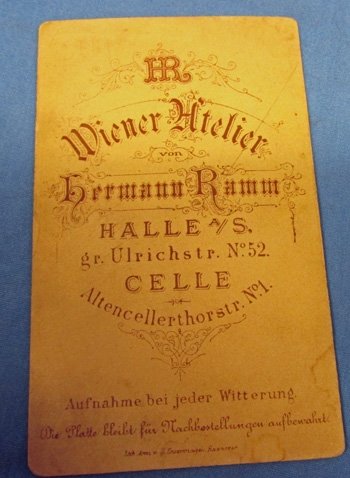 HR
Wiener Atelier
von
Hermann Ramm
HALLE A/S.
gr. Ulrichstr. No. 52.
CELLE
Altencellerthorstr. No. 1.
Aufnahme bei jeder Witterung.
Die Platte bleibt für Nachbestellungen aufbewahrt.
Hannover